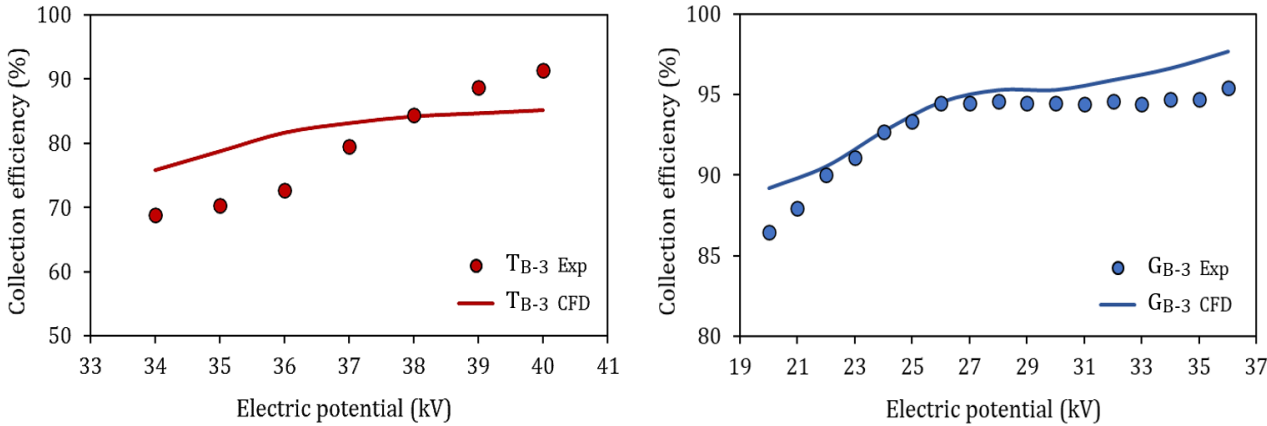 Collection efficiency (%)
100
90
80
70
60
50
33 34 35 36 37 38 39 40 41
Electric potential (kV)
TB-3 Exp
TB-3 CFD
Collection efficiency (%)
100
95
90
85
80
19 21 23 25 27 29 31 33 35 37
Electric potential (kV)
GB-3 Exp
GB-3 CFD